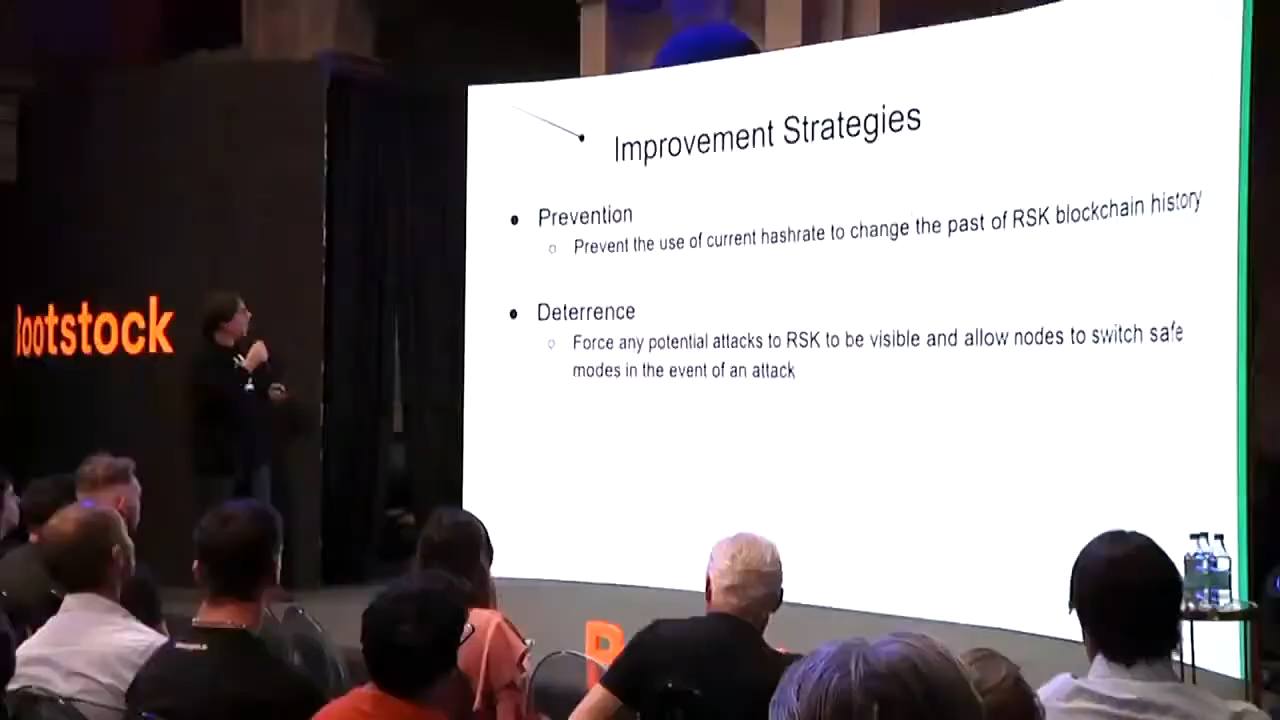 Improvement Strategies
Prevention
Prevent the use of current hashrate to change the past of RSK blockchain history
Deterrence
Force any potential attacks to RSK to be visible and allow nodes to switch safe
modes in the event of an attack
ootstock
R